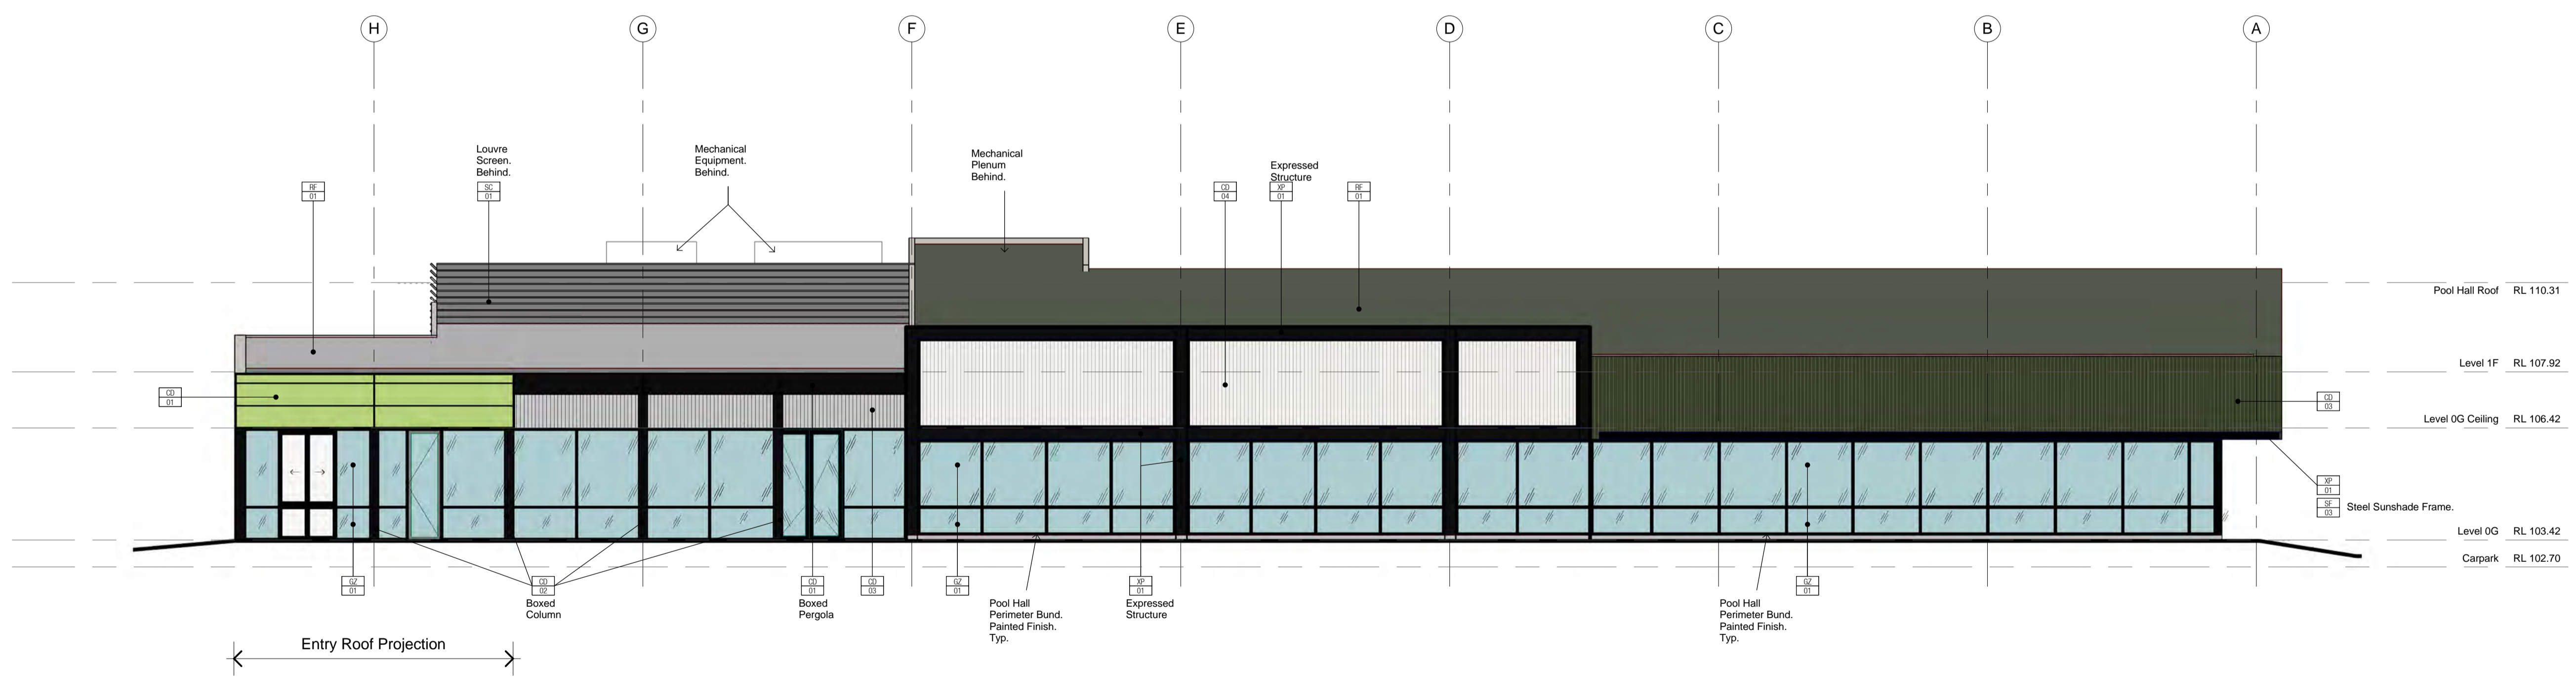 H
G
F
E
D
C
B
A
Louvre
Screen.
Behind.
Mechanical
Equipment.
Behind.
Mechanical
Plenum
Behind.
Expressed
Structure
RF
01
SC
01
CD
04
XP
01
RF
01
Pool Hall Roof RL 110.31
Level 1F RL 107.92
CD
01
CD
03
Level 0G Ceiling RL 106.42
XP
01
SF
03
Steel Sunshade Frame.
Level 0G RL 103.42
Carpark RL 102.70
GZ
01
CD
02
Boxed
Column
CD
01
Boxed
Pergola
CD
03
GZ
01
Pool Hall
Perimeter Bund.
Painted Finish.
Typ.
XP
01
Expressed
Structure
Pool Hall
Perimeter Bund.
Painted Finish.
Typ.
GZ
01
Entry Roof Projection